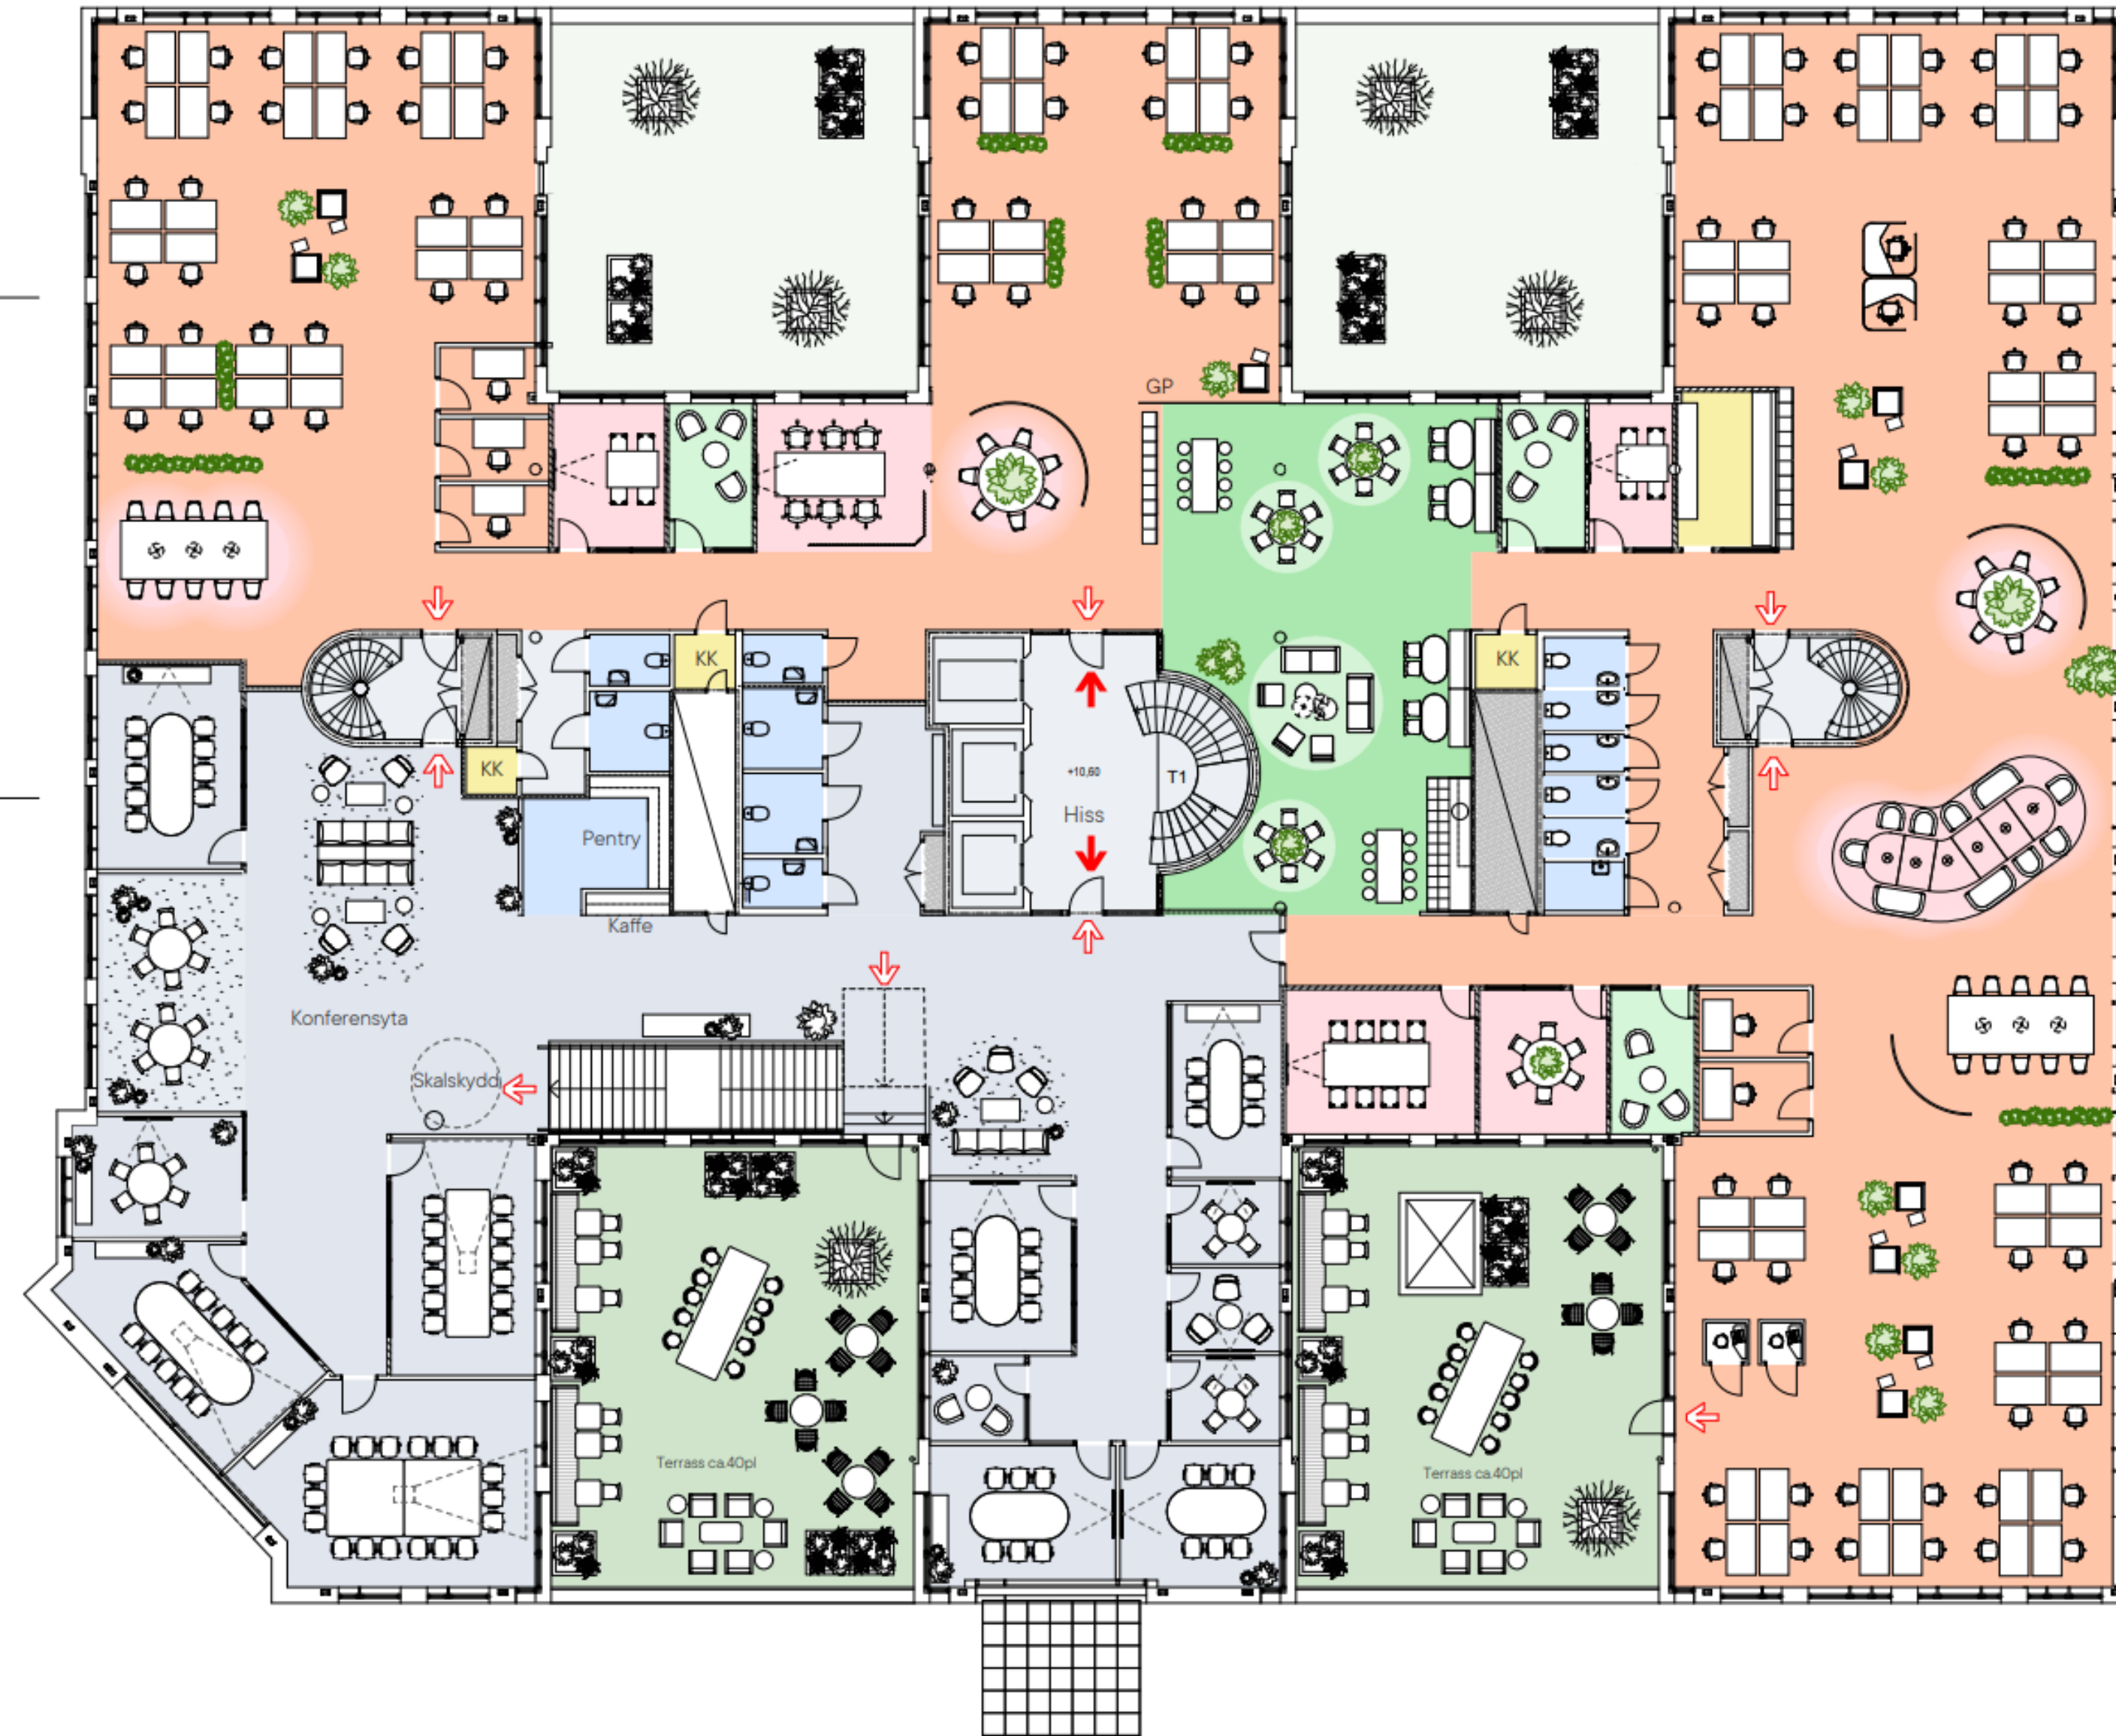 GP
KK
KK
KK
+10,60
T1
Hiss
Pentry
Kaffe
Konferensyta
Skalskydd
Terrass ca.40pl
Terrass ca.40pl